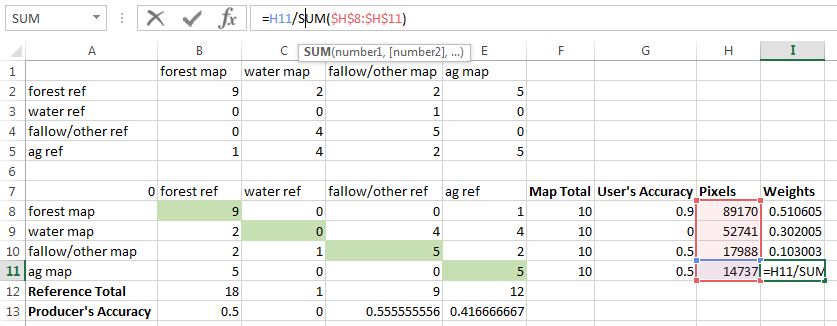 SUM fx =H11/SUM($H$8:$H$11)
SUM(number1, [number2], ...)
A B C D E F G H I
1 forest map water map fallow/other map ag map
2 forest ref 9 2 2 5
3 water ref 0 0 1 0
4 fallow/other ref 0 4 5 0
5 ag ref 1 4 2 5
6
7 0 forest ref water ref fallow/other ref ag ref Map Total User's Accuracy Pixels Weights
8 forest map 9 0 0 1 10 0.9 89170 0.510605
9 water map 2 0 4 4 10 0 52741 0.302005
10 fallow/other map 2 1 5 2 10 0.5 17988 0.103003
11 ag map 5 0 0 5 10 0.5 14737 =H11/SUM
12 Reference Total 18 1 9 12
13 Producer's Accuracy 0.5 0 0.555555556 0.416666667